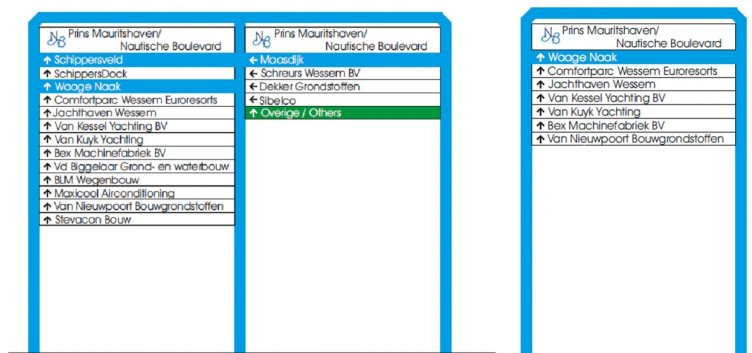 NB Prins Mauritshaven/
Nautische Boulevard
↑ Schippersveld
↑ SchippersDock
↑ Waage Naak
↑ Comfortparc Wessem Euroresorts
↑ Jachthaven Wessem
↑ Van Kessel Yachting BV
↑ Van Kuyk Yachting
↑ Bex Machinefabriek BV
↑ Vd Biggelaar Grond- en waterbouw
↑ BLM Wegenbouw
↑ Maxicool Airconditioning
↑ Van Nieuwpoort Bouwgrondstoffen
↑ Stevacon Bouw
NB Prins Mauritshaven/
Nautische Boulevard
← Maasdijk
← Schreurs Wessem BV
← Dekker Grondstoffen
← Sibelco
↑ Overige / Others
NB Prins Mauritshaven/
Nautische Boulevard
↑ Waage Naak
↑ Comfortparc Wessem Euroresorts
↑ Jachthaven Wessem
↑ Van Kessel Yachting BV
↑ Van Kuyk Yachting
↑ Bex Machinefabriek BV
↑ Van Nieuwpoort Bouwgrondstoffen